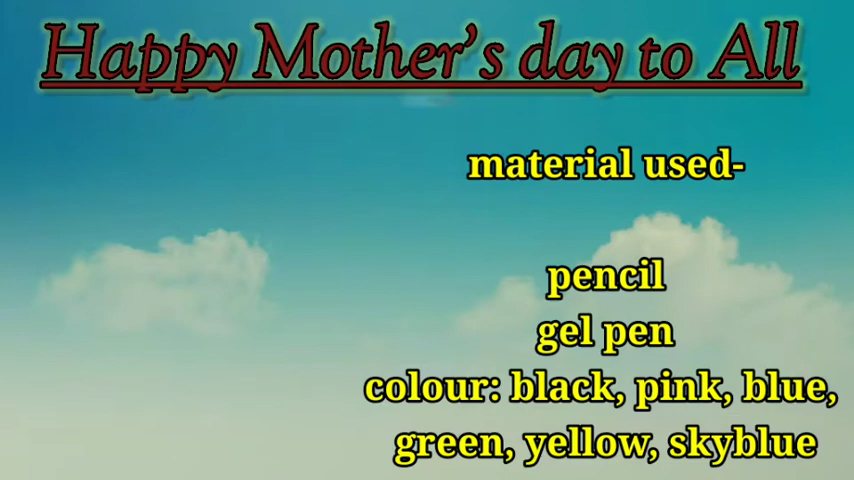 Happy Mother's day to All
material used-
pencil
gel pen
colour: black, pink, blue,
green, yellow, skyblue